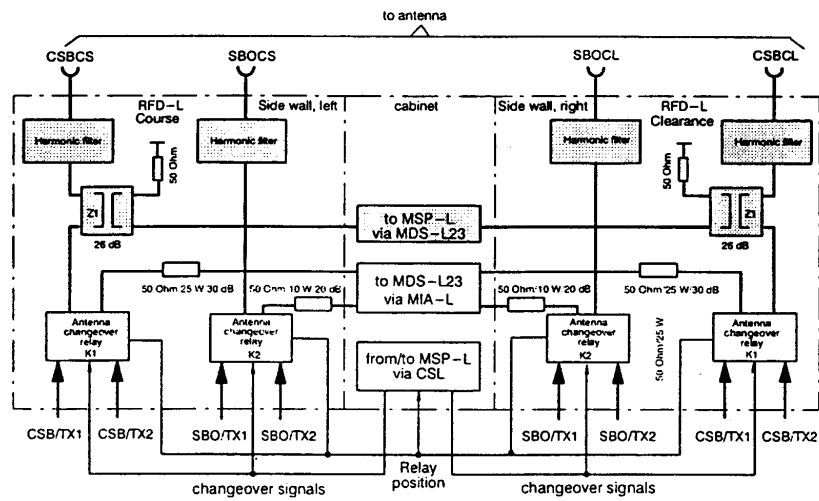 to antenna
CSBCS
SBOCS
SBOCL
CSBCL
RFD-L
Course
Side wall, left
cabinet
Side wall, right
RFD-L
Clearance
Harmonic filter
Harmonic filter
Harmonic filter
Harmonic filter
50 Ohm
50 Ohm
Z1
26 dB
to MSP-L
via MDS-L23
Z1
26 dB
50 Ohm 25 W/30 dB
50 Ohm 10 W/20 dB
to MDS-L23
via MIA-L
50 Ohm/10 W/20 dB
50 Ohm/25 W/30 dB
Antenna
changeover
relay
K1
Antenna
changeover
relay
K2
from/to MSP-L
via CSL
Antenna
changeover
relay
K2
50 Ohm/25 W
Antenna
changeover
relay
K1
CSB/TX1
CSB/TX2
SBO/TX1
SBO/TX2
SBO/TX1
SBO/TX2
CSB/TX1
CSB/TX2
changeover signals
Relay
position
changeover signals